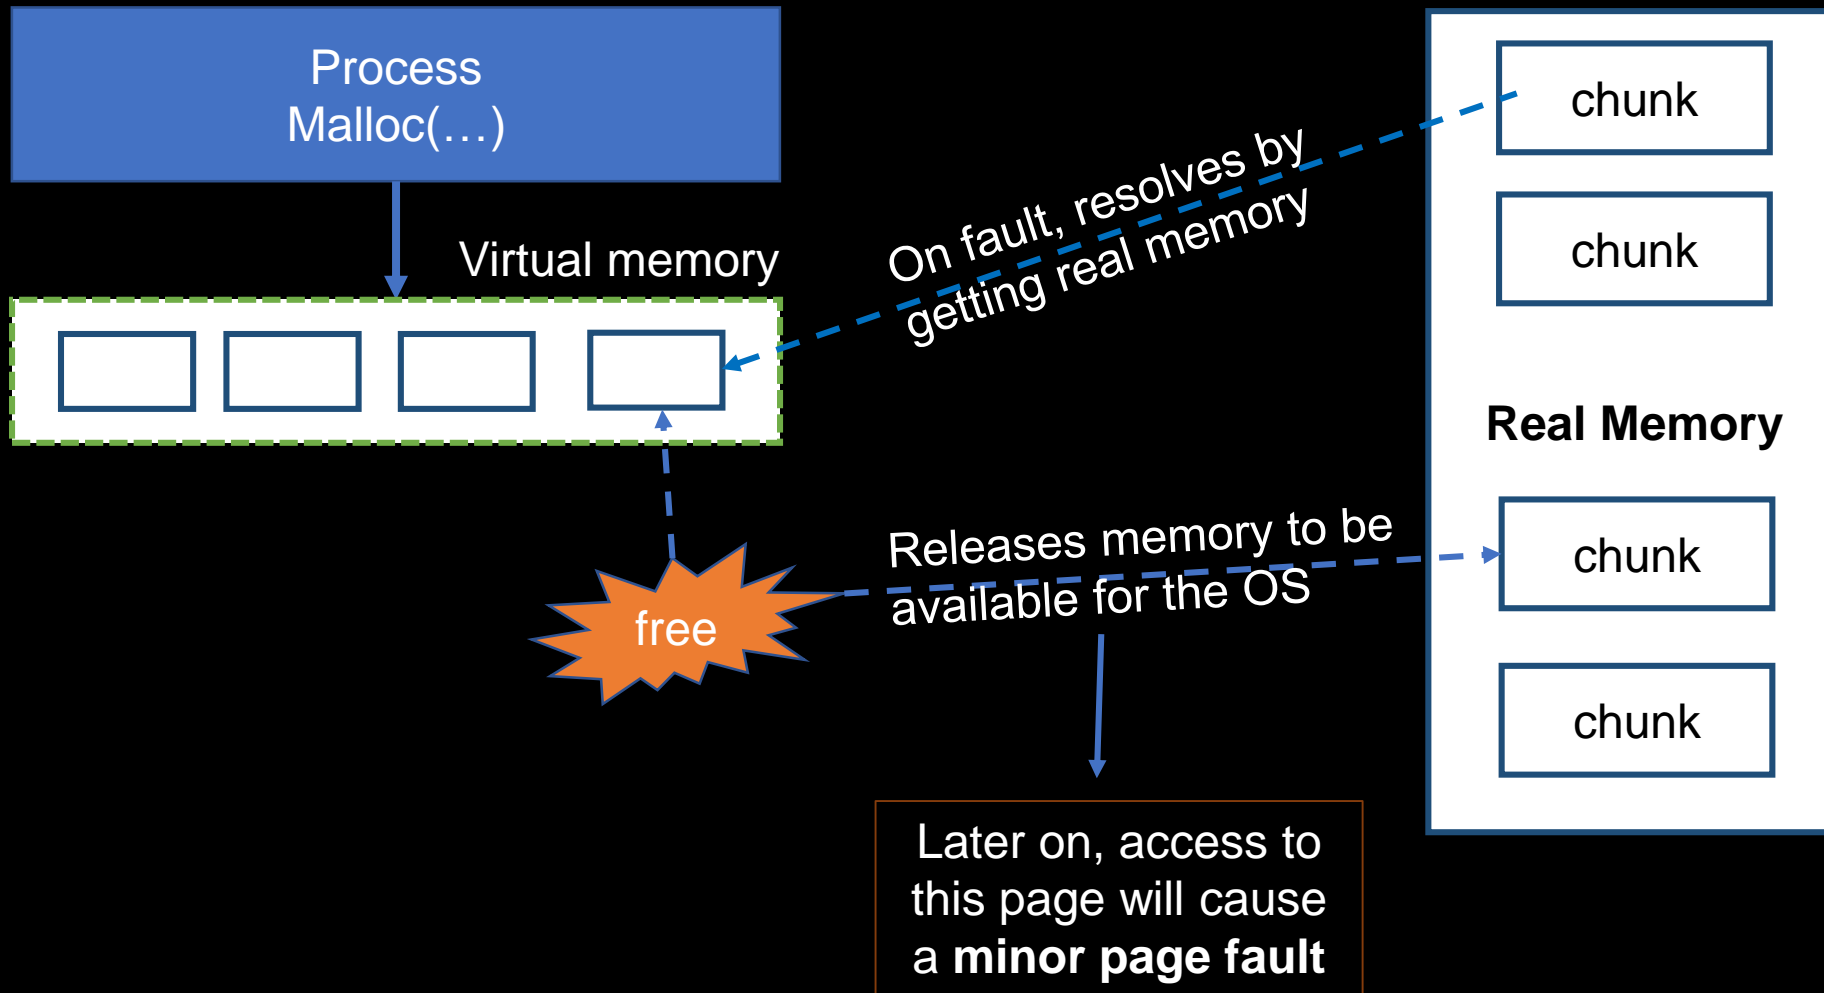 Process
Malloc(…)
Virtual memory
On fault, resolves by
getting real memory
chunk
chunk
Real Memory
chunk
chunk
free
Releases memory to be
available for the OS
Later on, access to
this page will cause
a minor page fault